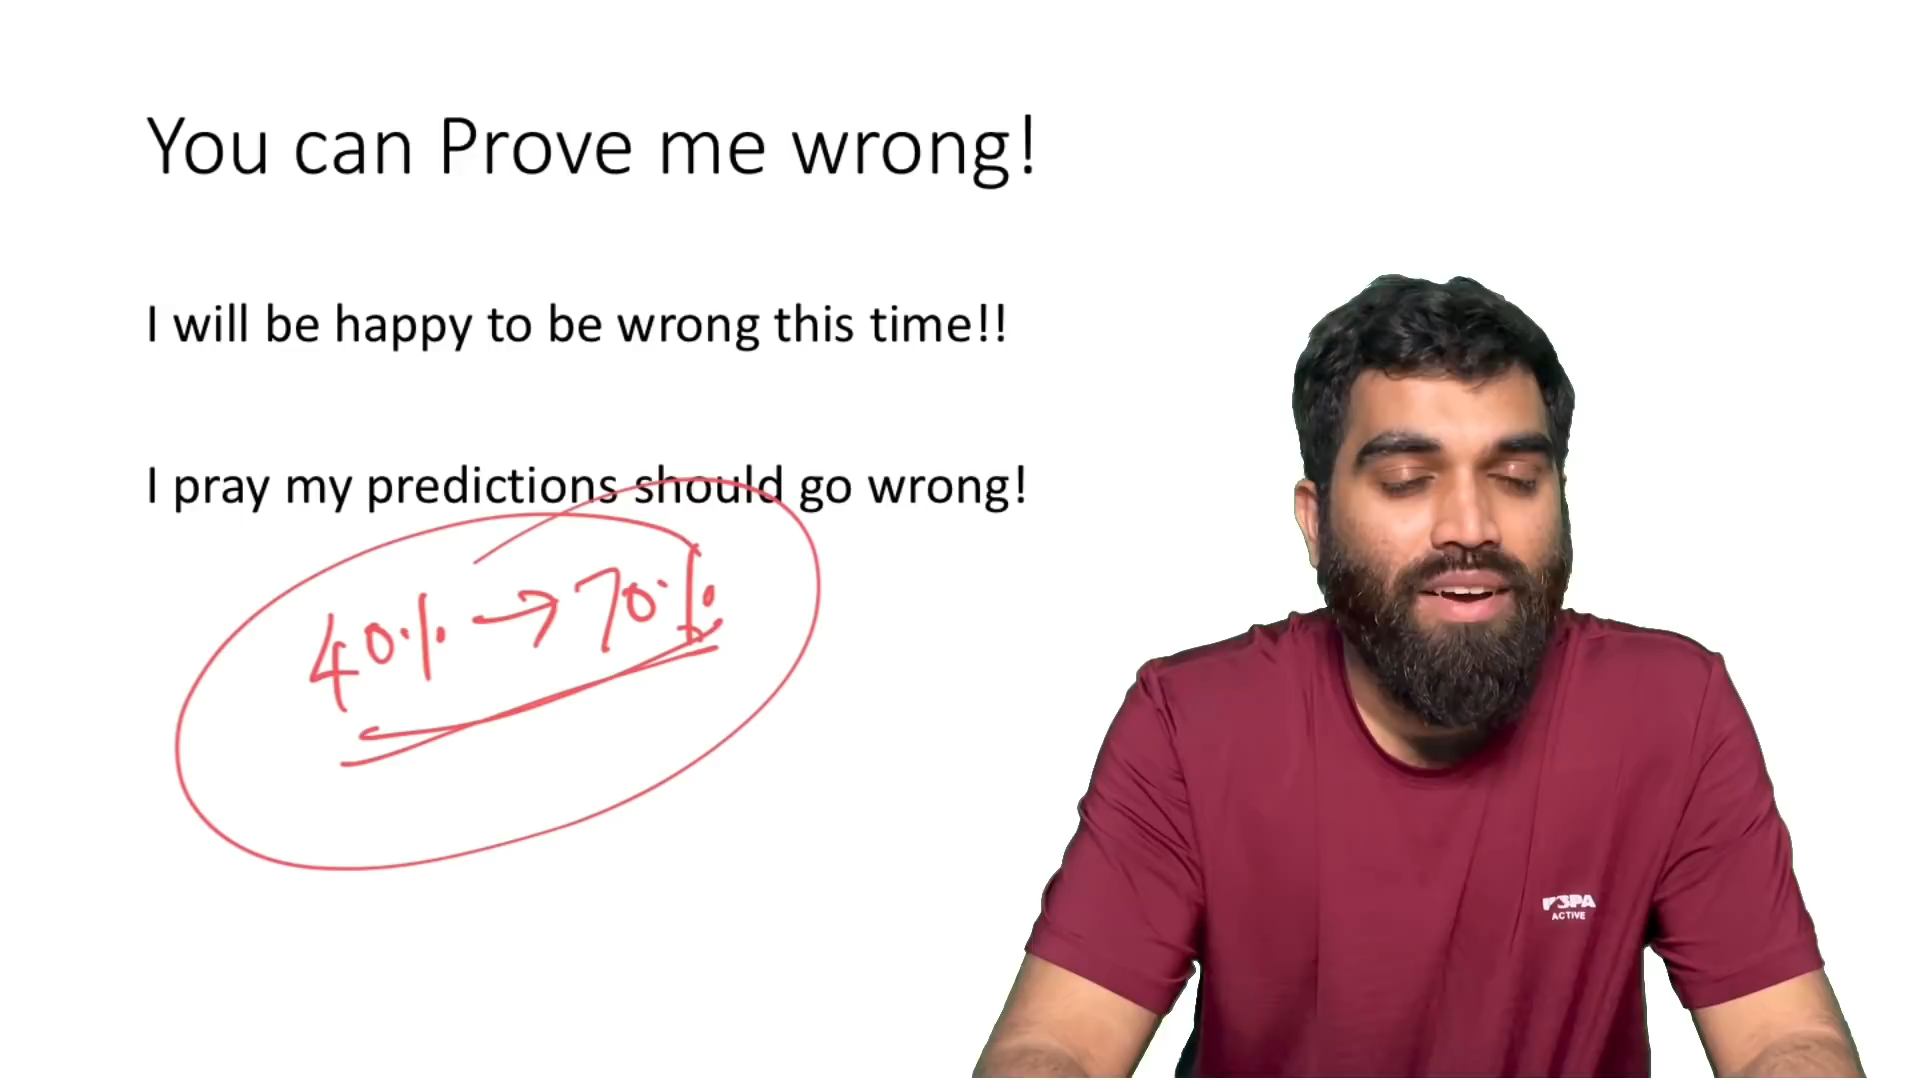 You can Prove me wrong!
I will be happy to be wrong this time!!
I pray my predictions should go wrong!
40% → 70%
ACTIVE